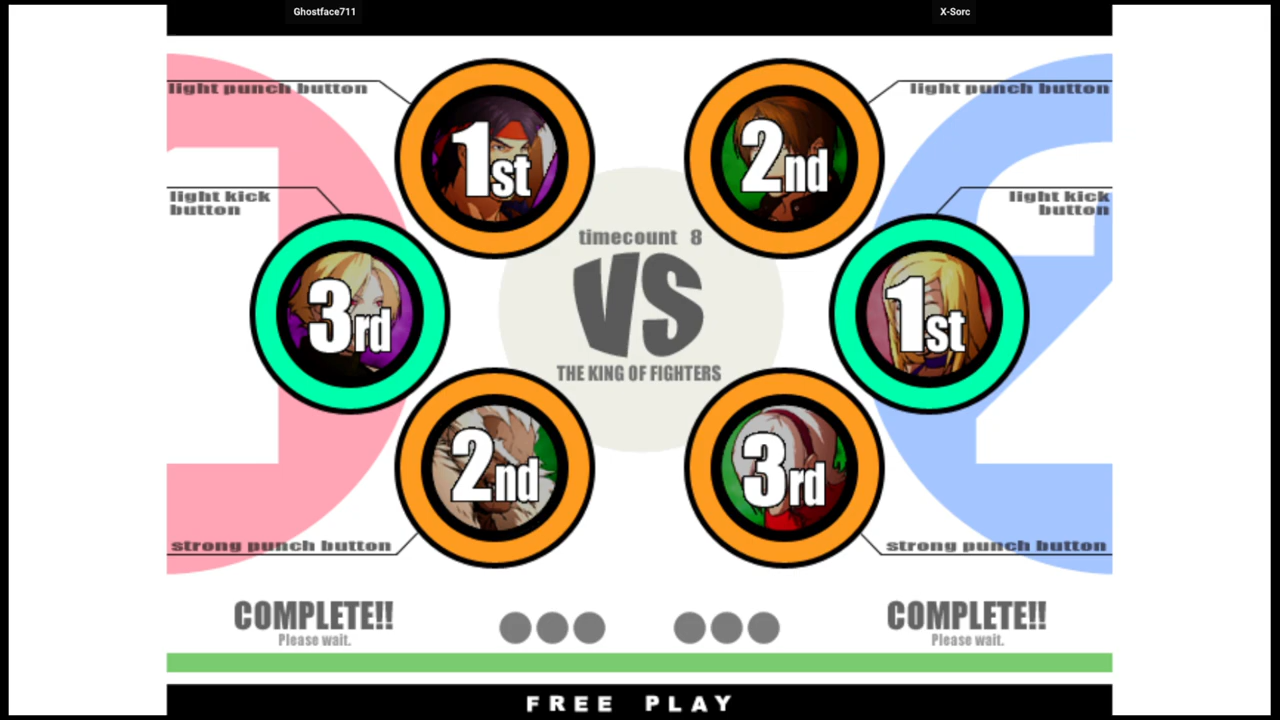 Ghostface711
X-Sorc
light punch button
light punch button
1st
2nd
light kick
button
light kick
button
timecount 8
VS
THE KING OF FIGHTERS
3rd
1st
2nd
3rd
strong punch button
strong punch button
COMPLETE!!
Please wait.
COMPLETE!!
Please wait.
FREE PLAY
1
2